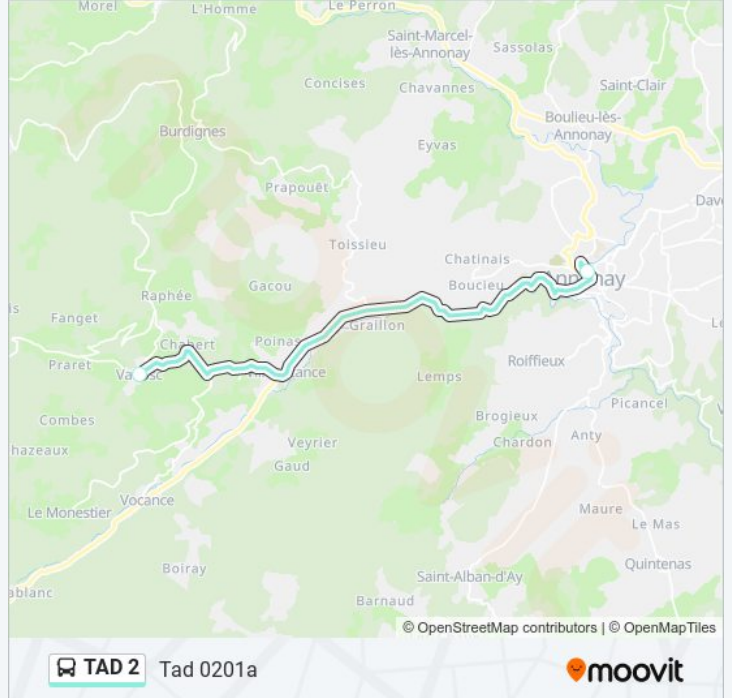 Morel
L'Homme
Le Perron
Saint-Marcel-
lès-Annonay
Sassolas
Concises
Chavannes
Saint-Clair
Boulieu-lès-
Annonay
Burdignes
Eyvas
Prapouêt
Dav
Toissieu
Chatinais
Boucieu
Gacou
Raphée
Fanget
Graillon
Chabert
Poinas
Praret
Roiffieux
Lemps
Combes
Picancel
Brogieux
hazeaux
Veyrier
Chardon
Anty
Gaud
Vocance
Le Monestier
Maure
Le Mas
Boiray
Quintenas
Saint-Alban-d'Ay
ablanc
Barnaud
© OpenStreetMap contributors | © OpenMapTiles
TAD 2 Tad 0201a
moovit